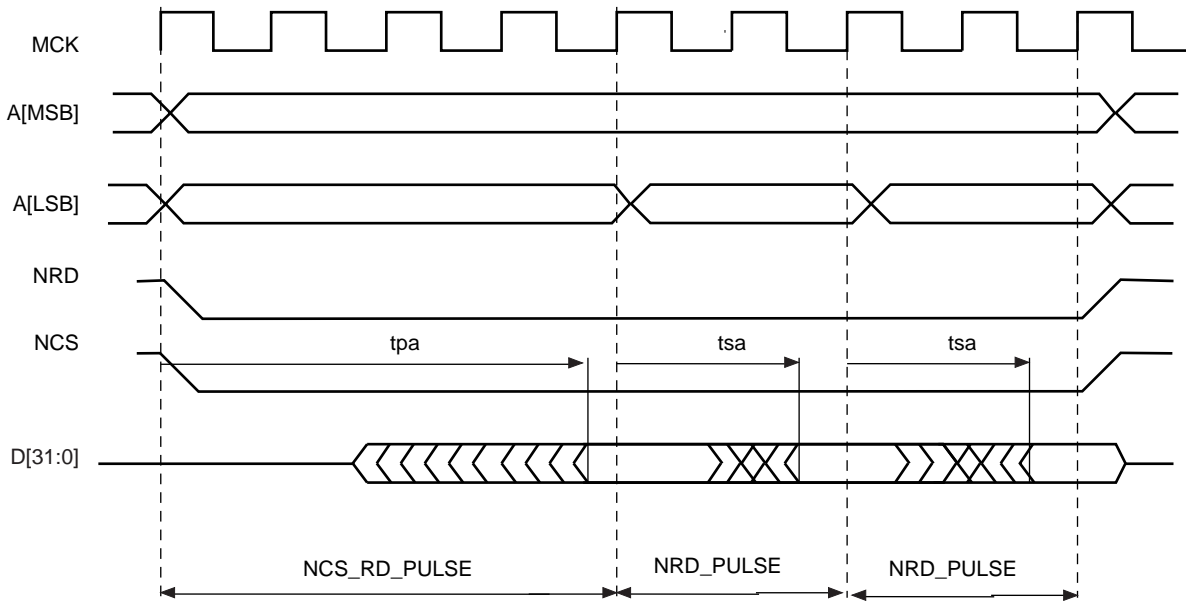 MCK
A[MSB]
A[LSB]
NRD
NCS
tpa
tsa
tsa
D[31:0]
NCS_RD_PULSE
NRD_PULSE
NRD_PULSE